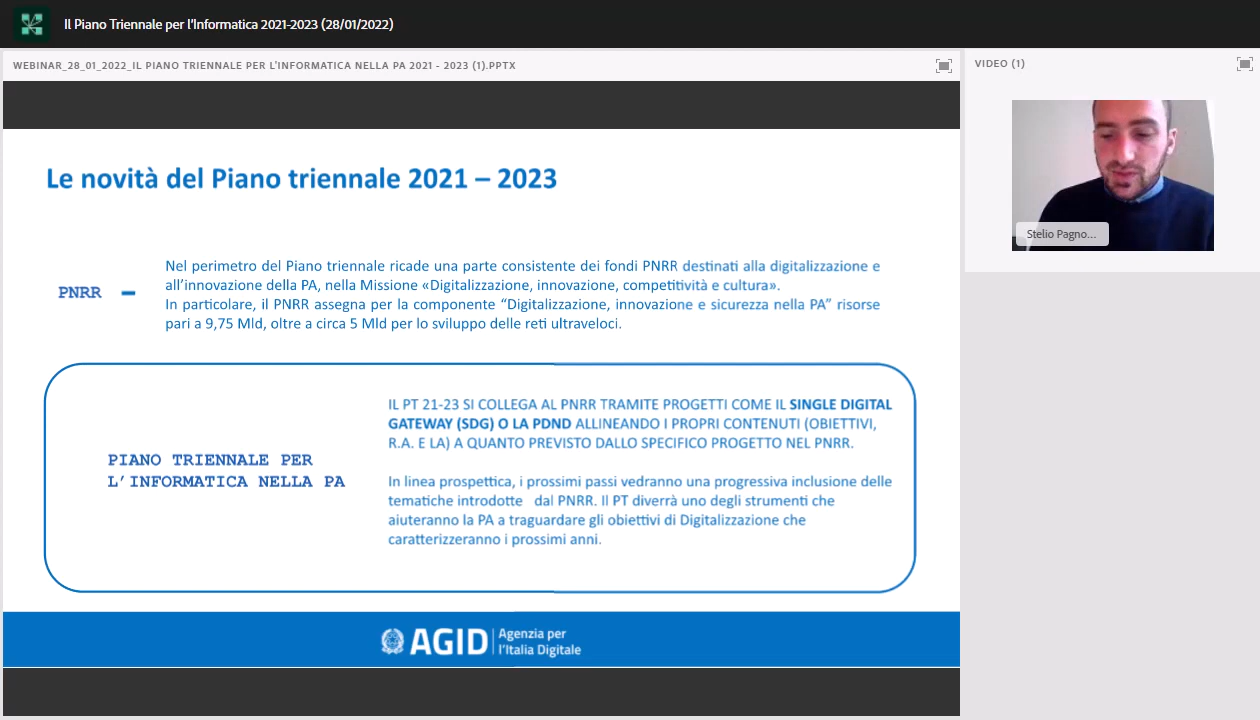 Il Piano Triennale per l'Informatica 2021-2023 (28/01/2022)
WEBINAR_28_01_2022_IL PIANO TRIENNALE PER L'INFORMATICA NELLA PA 2021 - 2023 (1).PPTX
VIDEO (1)
Stelio Pagno...
Le novità del Piano triennale 2021 – 2023
PNRR –
Nel perimetro del Piano triennale ricade una parte consistente dei fondi PNRR destinati alla digitalizzazione e
all'innovazione della PA, nella Missione «Digitalizzazione, innovazione, competitività e cultura».
In particolare, il PNRR assegna per la componente "Digitalizzazione, innovazione e sicurezza nella PA" risorse
pari a 9,75 Mld, oltre a circa 5 Mld per lo sviluppo delle reti ultraveloci.
PIANO TRIENNALE PER
L'INFORMATICA NELLA PA
IL PT 21-23 SI COLLEGA AL PNRR TRAMITE PROGETTI COME IL SINGLE DIGITAL
GATEWAY (SDG) O LA PDND ALLINEANDO I PROPRI CONTENUTI (OBIETTIVI,
R.A. E LA) A QUANTO PREVISTO DALLO SPECIFICO PROGETTO NEL PNRR.
In linea prospettica, i prossimi passi vedranno una progressiva inclusione delle
tematiche introdotte dal PNRR. Il PT diverrà uno degli strumenti che
aiuteranno la PA a traguardare gli obiettivi di Digitalizzazione che
caratterizzeranno i prossimi anni.
AGID
Agenzia per
l'Italia Digitale